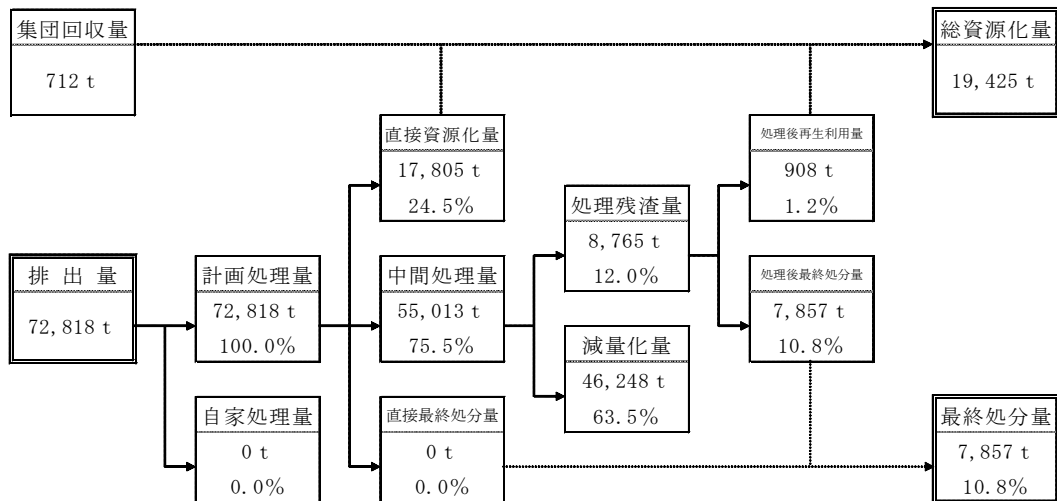 集団回収量
712 t
総資源化量
19,425 t
直接資源化量
17,805 t
24.5%
処理後再生利用量
908 t
1.2%
処理残渣量
8,765 t
12.0%
排出量
72,818 t
計画処理量
72,818 t
100.0%
中間処理量
55,013 t
75.5%
処理後最終処分量
7,857 t
10.8%
減量化量
46,248 t
63.5%
自家処理量
0 t
0.0%
直接最終処分量
0 t
0.0%
最終処分量
7,857 t
10.8%